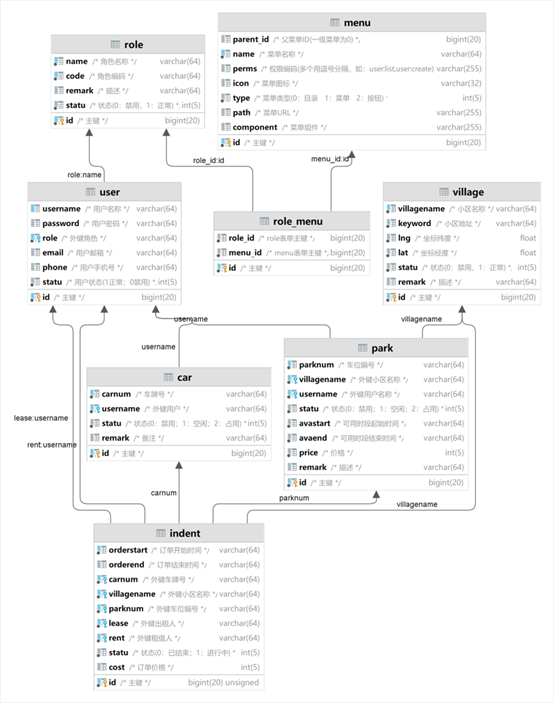 role
name /* 角色名称 */ varchar(64)
code /* 角色编码 */ varchar(64)
remark /* 描述 */ varchar(64)
statu /* 状态(0：禁用，1：正常) */ int(5)
id /* 主键 */ bigint(20)
menu
parent_id /* 父菜单ID(一级菜单为0) */ bigint(20)
name /* 菜单名称 */ varchar(64)
perms /* 权限编码(多个用逗号分隔，如：user:list,user:create) varchar(255)
icon /* 菜单图标 */ varchar(32)
type /* 菜单类型(0：目录 1：菜单 2：按钮) * int(5)
path /* 菜单URL */ varchar(255)
component /* 菜单组件 */ varchar(255)
id /* 主键 */ bigint(20)
role:name
role_id:id
menu_id:id
user
username /* 用户名称 */ varchar(64)
password /* 用户密码 */ varchar(64)
role /* 外键角色 */ varchar(64)
email /* 用户邮箱 */ varchar(64)
phone /* 用户手机号 */ varchar(64)
statu /* 用户状态(1正常；0禁用) *, int(5)
id /* 主键 */ bigint(20)
role_menu
role_id /* role表单主键 *, bigint(20)
menu_id /* menu表单主键 *, bigint(20)
id /* 主键 */ bigint(20)
village
villagename /* 小区名称 */ varchar(64)
keyword /* 小区地址 */ varchar(64)
lng /* 坐标纬度 */ float
lat /* 坐标经度 */ float
statu /* 状态(0：禁用，1：正常) *, int(5)
remark /* 描述 */ varchar(64)
id /* 主键 */ bigint(20)
username
villagename
username
car
carnum /* 车牌号 */ varchar(64)
username /* 外键用户 */ varchar(64)
statu /* 状态(0：禁用；1：空闲；2：占用) * int(5)
remark /* 备注 */ varchar(64)
id /* 主键 */ bigint(20)
park
parknum /* 车位编号 */ varchar(64)
villagename /* 外键小区名称 */ varchar(64)
username /* 外键用户名称 */ varchar(64)
statu /* 状态(0：禁用；1：空闲；2：占用) */ int(5)
avastart /* 可用时段起始时间 */ varchar(64)
avaend /* 可用时段结束时间 */ varchar(64)
price /* 价格 */ int(5)
remark /* 描述 */ varchar(64)
id /* 主键 */ bigint(20)
lease:username
rent:username
carnum
parknum
villagename
indent
orderstart /* 订单开始时间 */ varchar(64)
orderend /* 订单结束时间 */ varchar(64)
carnum /* 外键车牌号 */ varchar(64)
villagename /* 外键小区名称 */ varchar(64)
parknum /* 外键车位编号 */ varchar(64)
lease /* 外键出租人 */ varchar(64)
rent /* 外键租借人 */ varchar(64)
statu /* 状态(0：已结束；1：进行中) * int(5)
cost /* 订单价格 */ int(5)
id /* 主键 */ bigint(20) unsigned